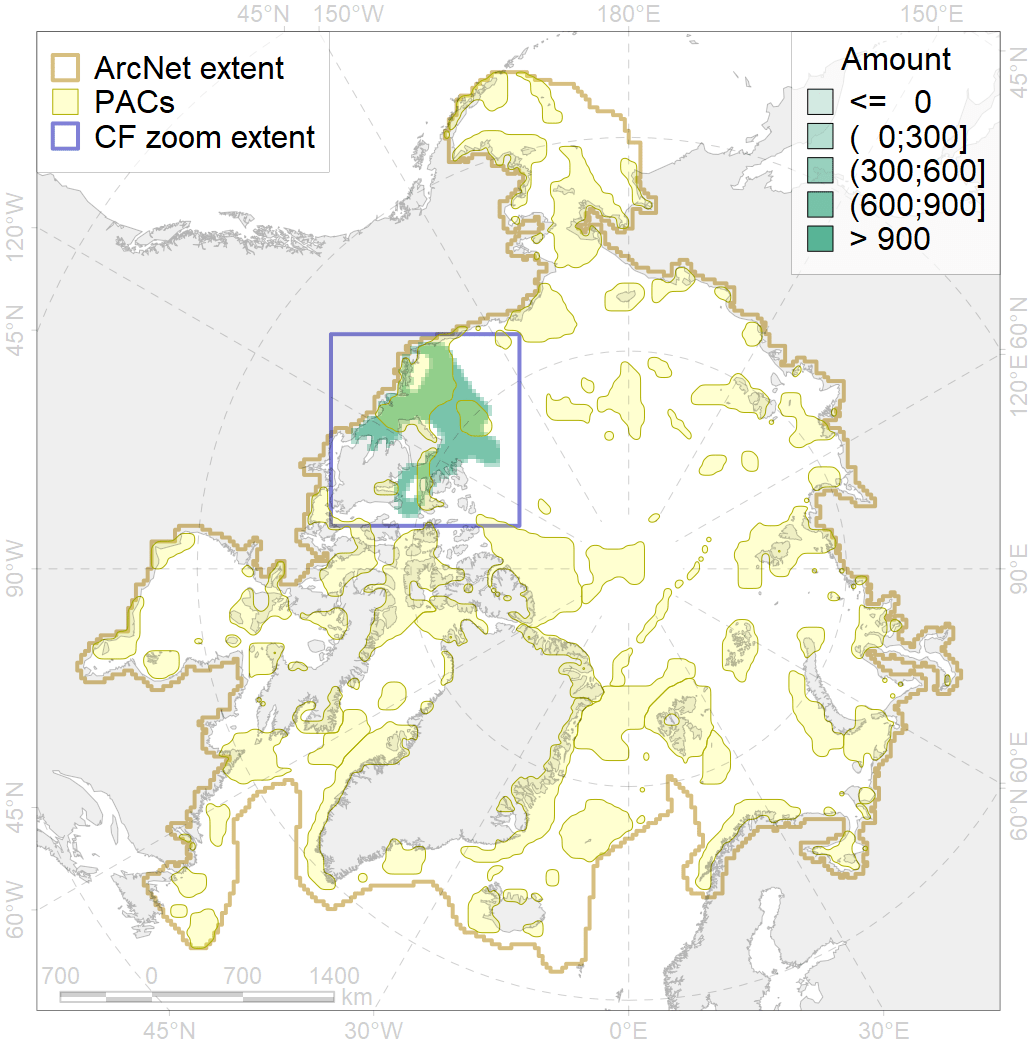 45°N 150°W 180°E 150°E
ArcNet extent
PACs
CF zoom extent
Amount
<= 0
( 0;300]
(300;600]
(600;900]
> 900
45°N
120°W
60°N
45°N
120°E
90°W
90°E
60°E
45°N
60°N
60°W
700 0 700 1400
km
45°N 30°W 0°E 30°E